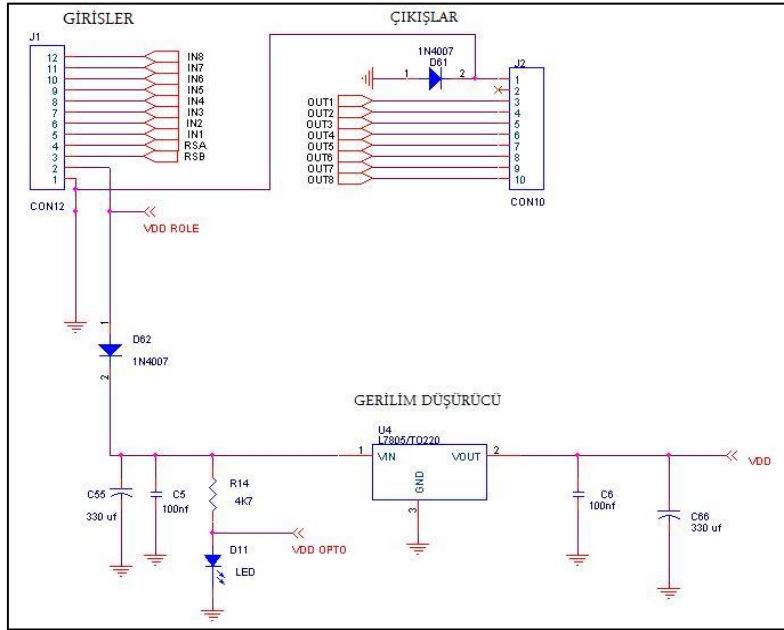 GİRİŞLER
J1
12
11
10
9
8
7
6
5
4
3
2
1
CON12
IN8
IN7
IN6
IN5
IN4
IN3
IN2
IN1
RSA
RSB
VDD ROLE
ÇIKIŞLAR
1N4007
D61
1
2
J2
1
2
3
4
5
6
7
8
9
10
CON10
OUT1
OUT2
OUT3
OUT4
OUT5
OUT6
OUT7
OUT8
1
D62
1N4007
2
GERİLİM DÜŞÜRÜCÜ
U4
L7805/TO220
1
VIN
VOUT
2
GND
3
VDD
C55
330 uf
C5
100nf
R14
4K7
VDD OPTO
D11
LED
C6
100nf
C66
330 uf